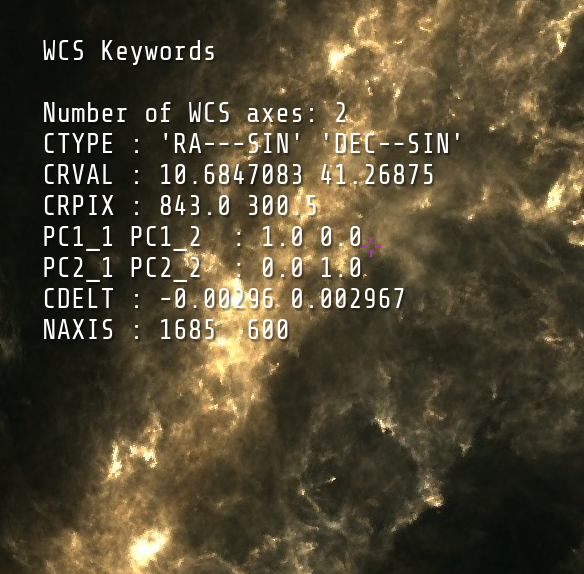 WCS Keywords
Number of WCS axes: 2
CTYPE : 'RA---SIN' 'DEC--SIN'
CRVAL : 10.6847083 41.26875
CRPIX : 843.0 300.5
PC1_1 PC1_2  : 1.0 0.0
PC2_1 PC2_2  : 0.0 1.0
CDELT : -0.00296 0.002967
NAXIS : 1685  600